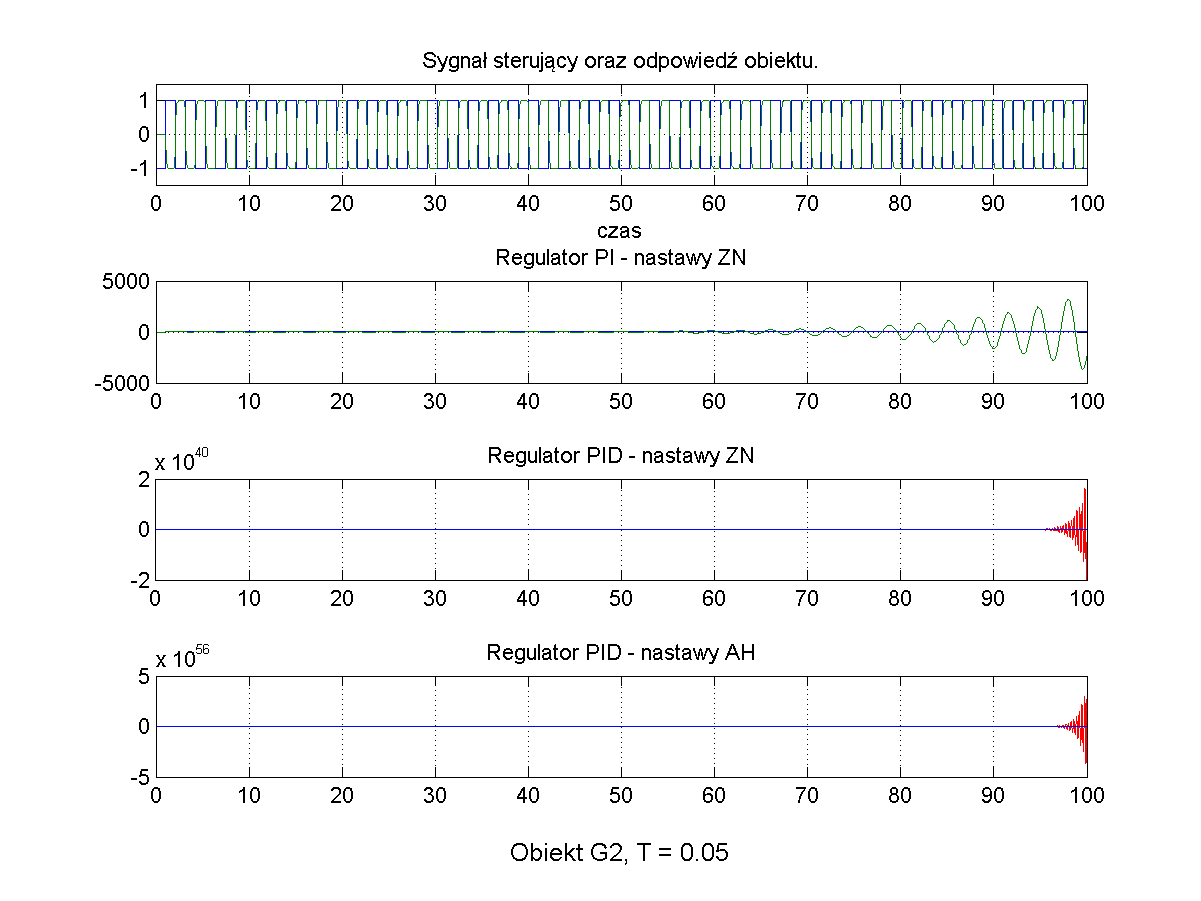 Sygnał sterujący oraz odpowiedź obiektu.
1
0
-1
0 10 20 30 40 50 60 70 80 90 100
czas
Regulator PI - nastawy ZN
5000
0
-5000
0 10 20 30 40 50 60 70 80 90 100
Regulator PID - nastawy ZN
x 10^40
2
0
-2
0 10 20 30 40 50 60 70 80 90 100
Regulator PID - nastawy AH
x 10^56
5
0
-5
0 10 20 30 40 50 60 70 80 90 100
Obiekt G2, T = 0.05